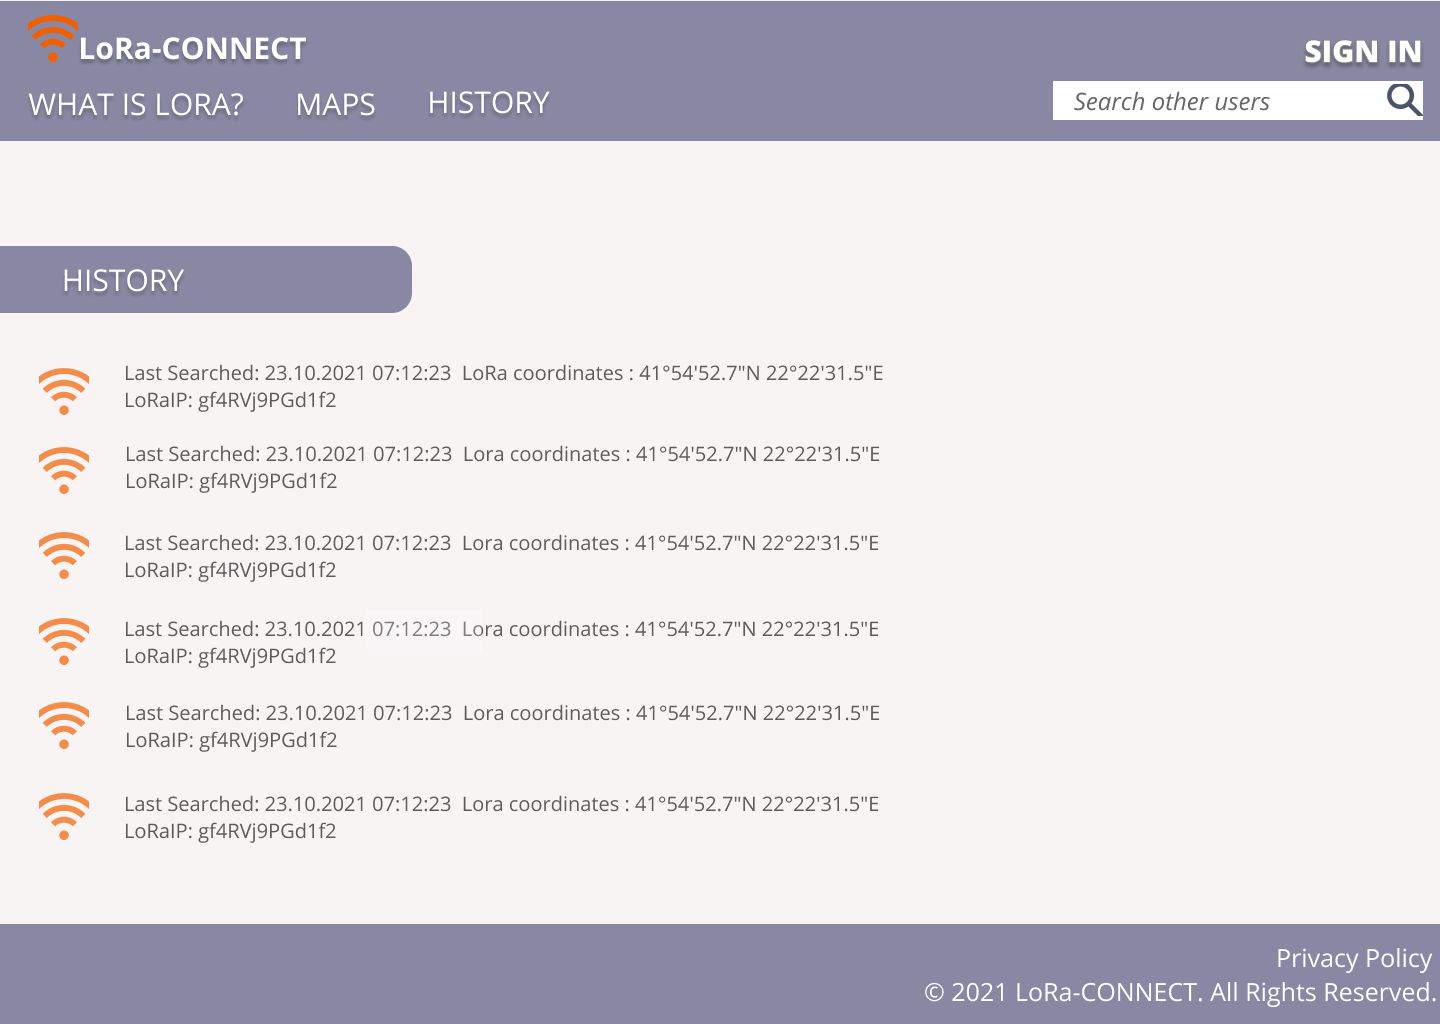 LoRa-CONNECT
SIGN IN
WHAT IS LORA? MAPS HISTORY
Search other users
HISTORY
Last Searched: 23.10.2021 07:12:23 LoRa coordinates : 41°54'52.7"N 22°22'31.5"E
LoRaIP: gf4RVj9PGd1f2
Last Searched: 23.10.2021 07:12:23 Lora coordinates : 41°54'52.7"N 22°22'31.5"E
LoRaIP: gf4RVj9PGd1f2
Last Searched: 23.10.2021 07:12:23 Lora coordinates : 41°54'52.7"N 22°22'31.5"E
LoRaIP: gf4RVj9PGd1f2
Last Searched: 23.10.2021 07:12:23 Lora coordinates : 41°54'52.7"N 22°22'31.5"E
LoRaIP: gf4RVj9PGd1f2
Last Searched: 23.10.2021 07:12:23 Lora coordinates : 41°54'52.7"N 22°22'31.5"E
LoRaIP: gf4RVj9PGd1f2
Last Searched: 23.10.2021 07:12:23 Lora coordinates : 41°54'52.7"N 22°22'31.5"E
LoRaIP: gf4RVj9PGd1f2
Privacy Policy
© 2021 LoRa-CONNECT. All Rights Reserved.